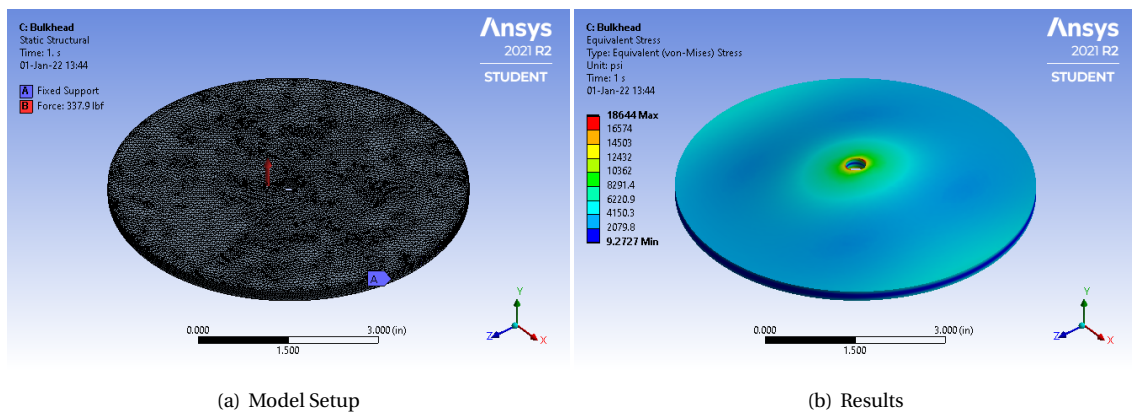 C: Bulkhead
Static Structural
Time: 1. s
01-Jan-22 13:44
A Fixed Support
B Force: 337.9 lbf
Ansys
2021 R2
STUDENT
A
0.000
3.000 (in)
1.500
Y
Z
X
C: Bulkhead
Equivalent Stress
Type: Equivalent (von-Mises) Stress
Unit: psi
Time: 1 s
01-Jan-22 13:44
18644 Max
16574
14503
12432
10362
8291.4
6220.9
4150.3
2079.8
9.2727 Min
Ansys
2021 R2
STUDENT
0.000
3.000 (in)
1.500
Y
Z
X
(a) Model Setup
(b) Results